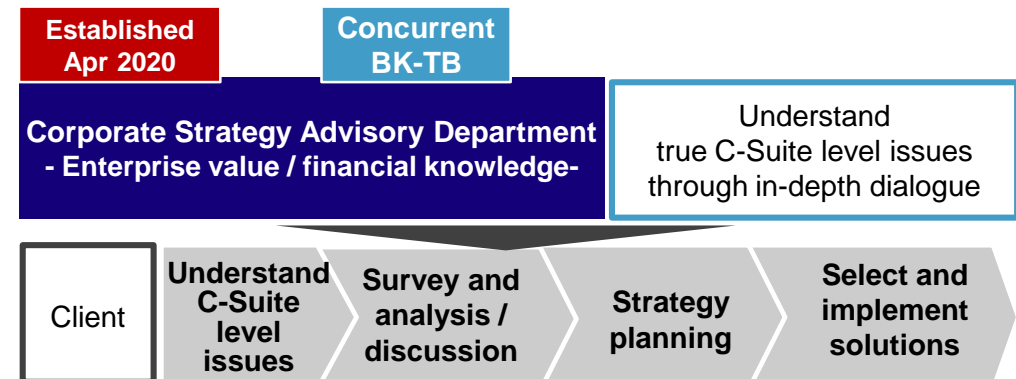 Established
Apr 2020
Concurrent
BK-TB
Corporate Strategy Advisory Department
- Enterprise value / financial knowledge-
Understand
true C-Suite level issues
through in-depth dialogue
Client
Understand
C-Suite
level
issues
Survey and
analysis /
discussion
Strategy
planning
Select and
implement
solutions